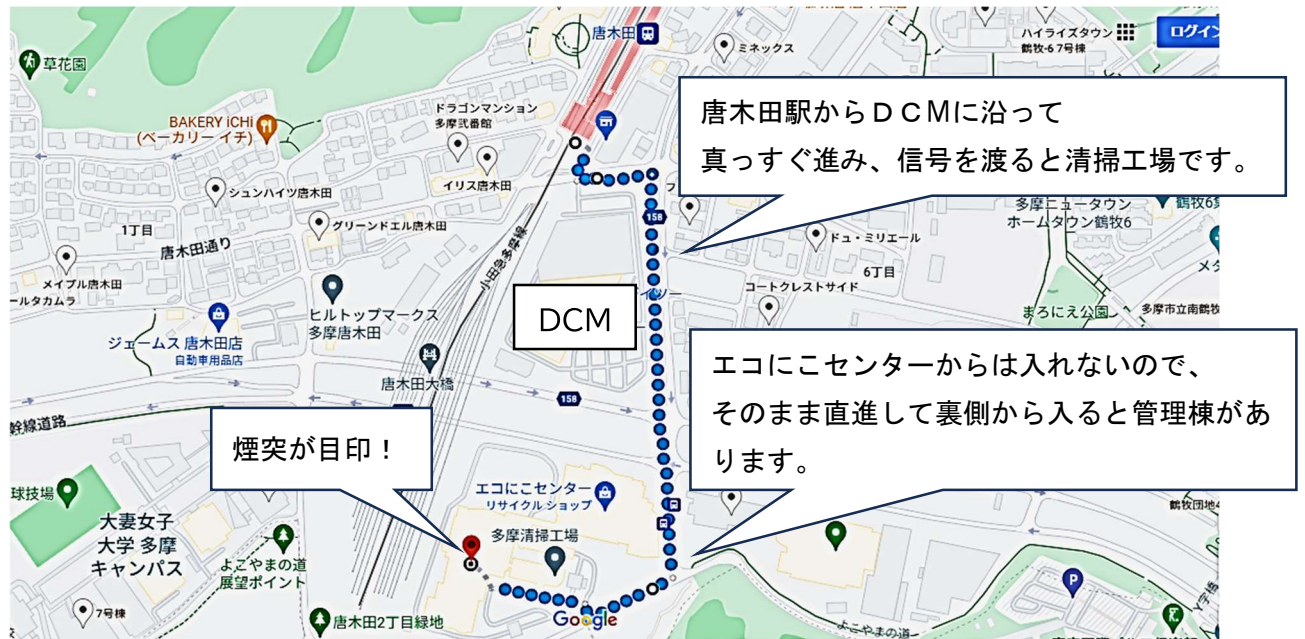 唐木田
ミネックス
ハイライズタウン
鶴牧-6 7号棟
草花園
ドラゴンマンション
多摩弐番館
BAKERY iCHi
(ベーカリー イチ)
唐木田駅からDCMに沿って
真っすぐ進み、信号を渡ると清掃工場です。
シュンハイツ唐木田
イリス唐木田
158
多摩ニュータウン
ホームタウン鶴牧6
グリーンドエル唐木田
1丁目
唐木田通り
小田急多摩線
ドュ・ミリエール
6丁目
メイプル唐木田
ールタカムラ
コートクレストサイド
ヒルトップマークス
多摩唐木田
DCM
まろにえ公園
多摩市立南鶴牧
ジェームス 唐木田店
自動車用品店
唐木田大橋
158
エコにこセンターからは入れないので、
そのまま直進して裏側から入ると管理棟があ
ります。
幹線道路
煙突が目印！
球技場
エコにこセンター
リサイクル ショップ
鶴牧団地
大妻女子
大学 多摩
キャンパス
多摩清掃工場
よこやまの道
展望ポイント
P
Y字橋
7号棟
唐木田2丁目緑地
Google
よこやまの道